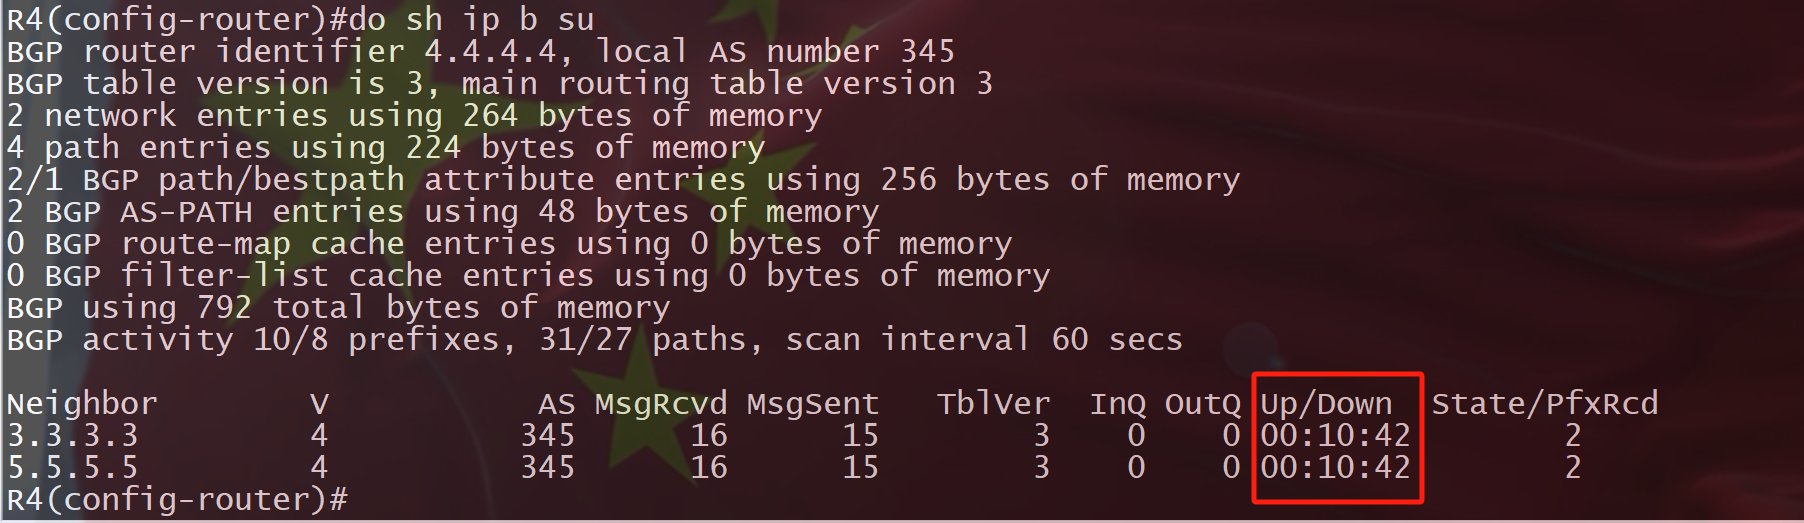 R4(config-router)#do sh ip b su
BGP router identifier 4.4.4.4, local AS number 345
BGP table version is 3, main routing table version 3
2 network entries using 264 bytes of memory
4 path entries using 224 bytes of memory
2/1 BGP path/bestpath attribute entries using 256 bytes of memory
2 BGP AS-PATH entries using 48 bytes of memory
0 BGP route-map cache entries using 0 bytes of memory
0 BGP filter-list cache entries using 0 bytes of memory
BGP using 792 total bytes of memory
BGP activity 10/8 prefixes, 31/27 paths, scan interval 60 secs
Neighbor V AS MsgRcvd MsgSent TblVer InQ OutQ Up/Down State/PfxRcd
3.3.3.3 4 345 16 15 3 0 0 00:10:42 2
5.5.5.5 4 345 16 15 3 0 0 00:10:42 2
R4(config-router)#